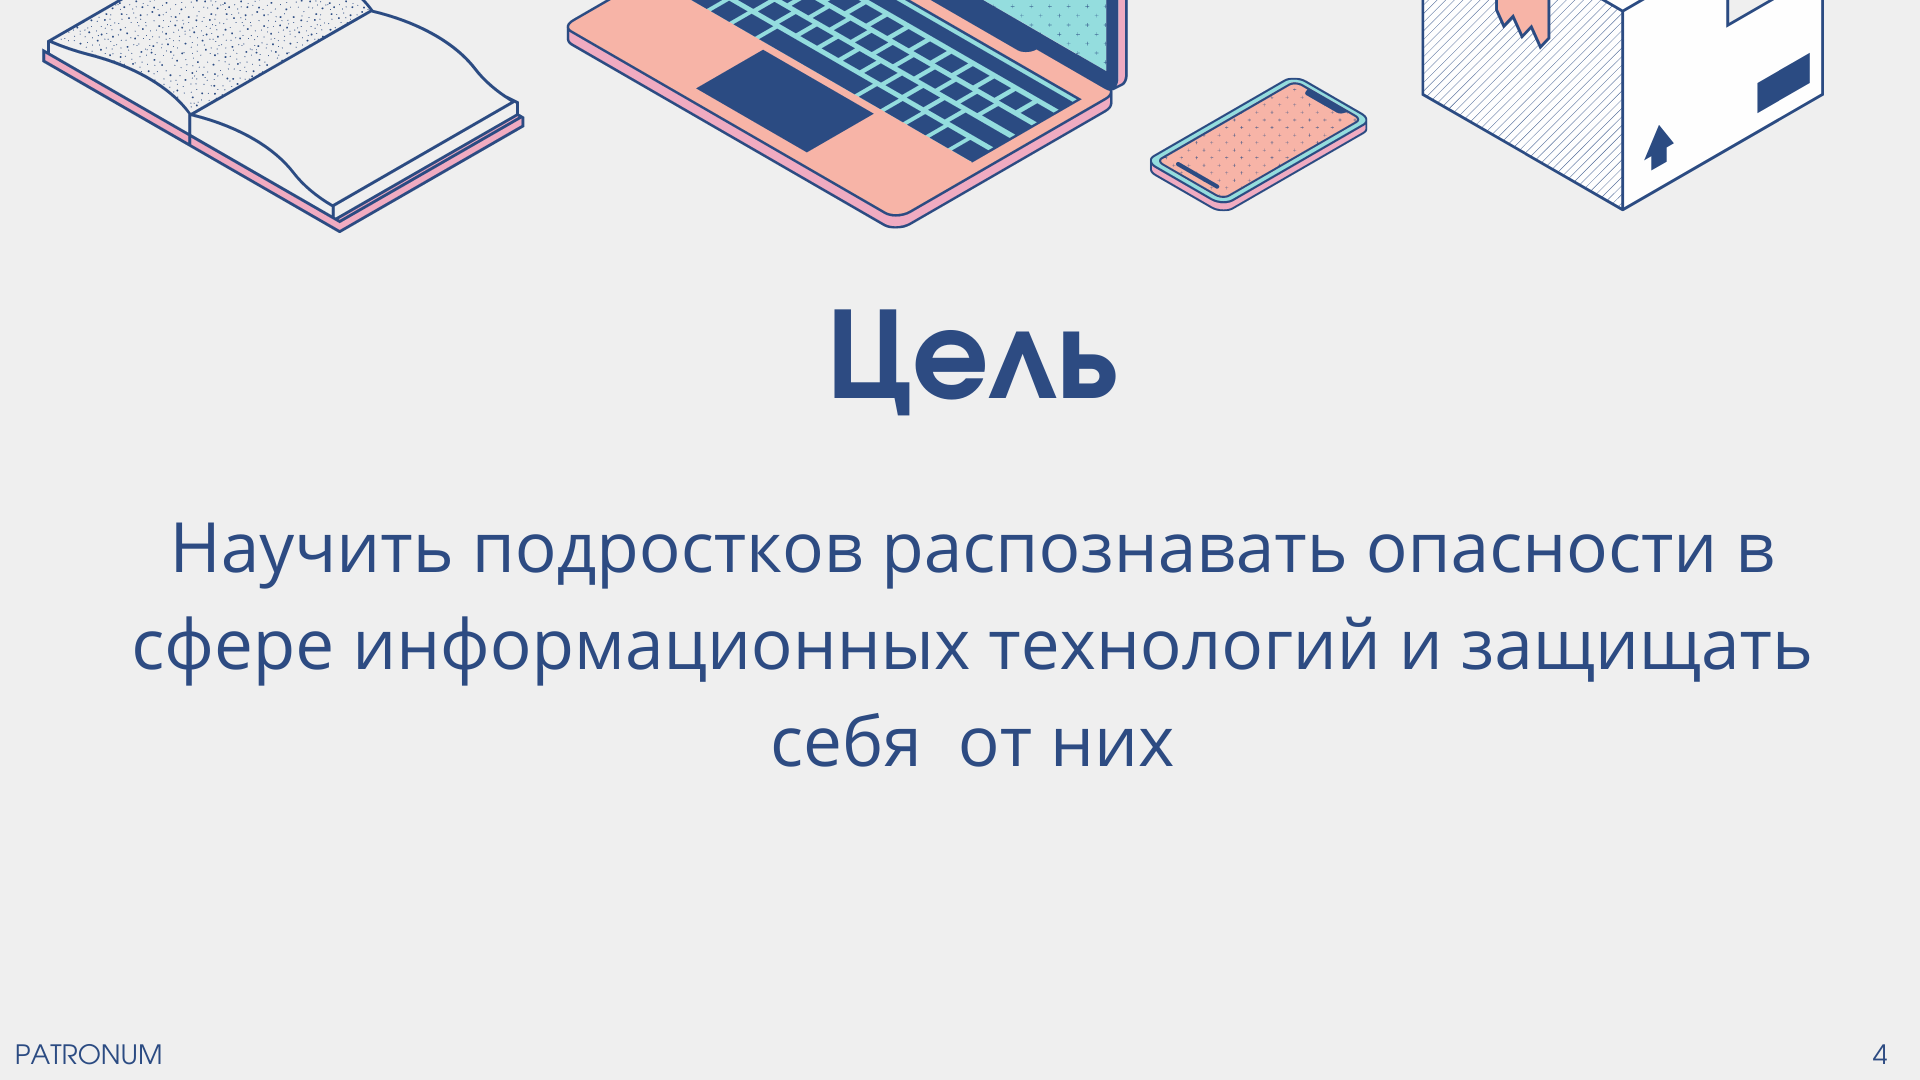 Цель
Научить подростков распознавать опасности в
сфере информационных технологий и защищать
себя  от них
PATRONUM
4